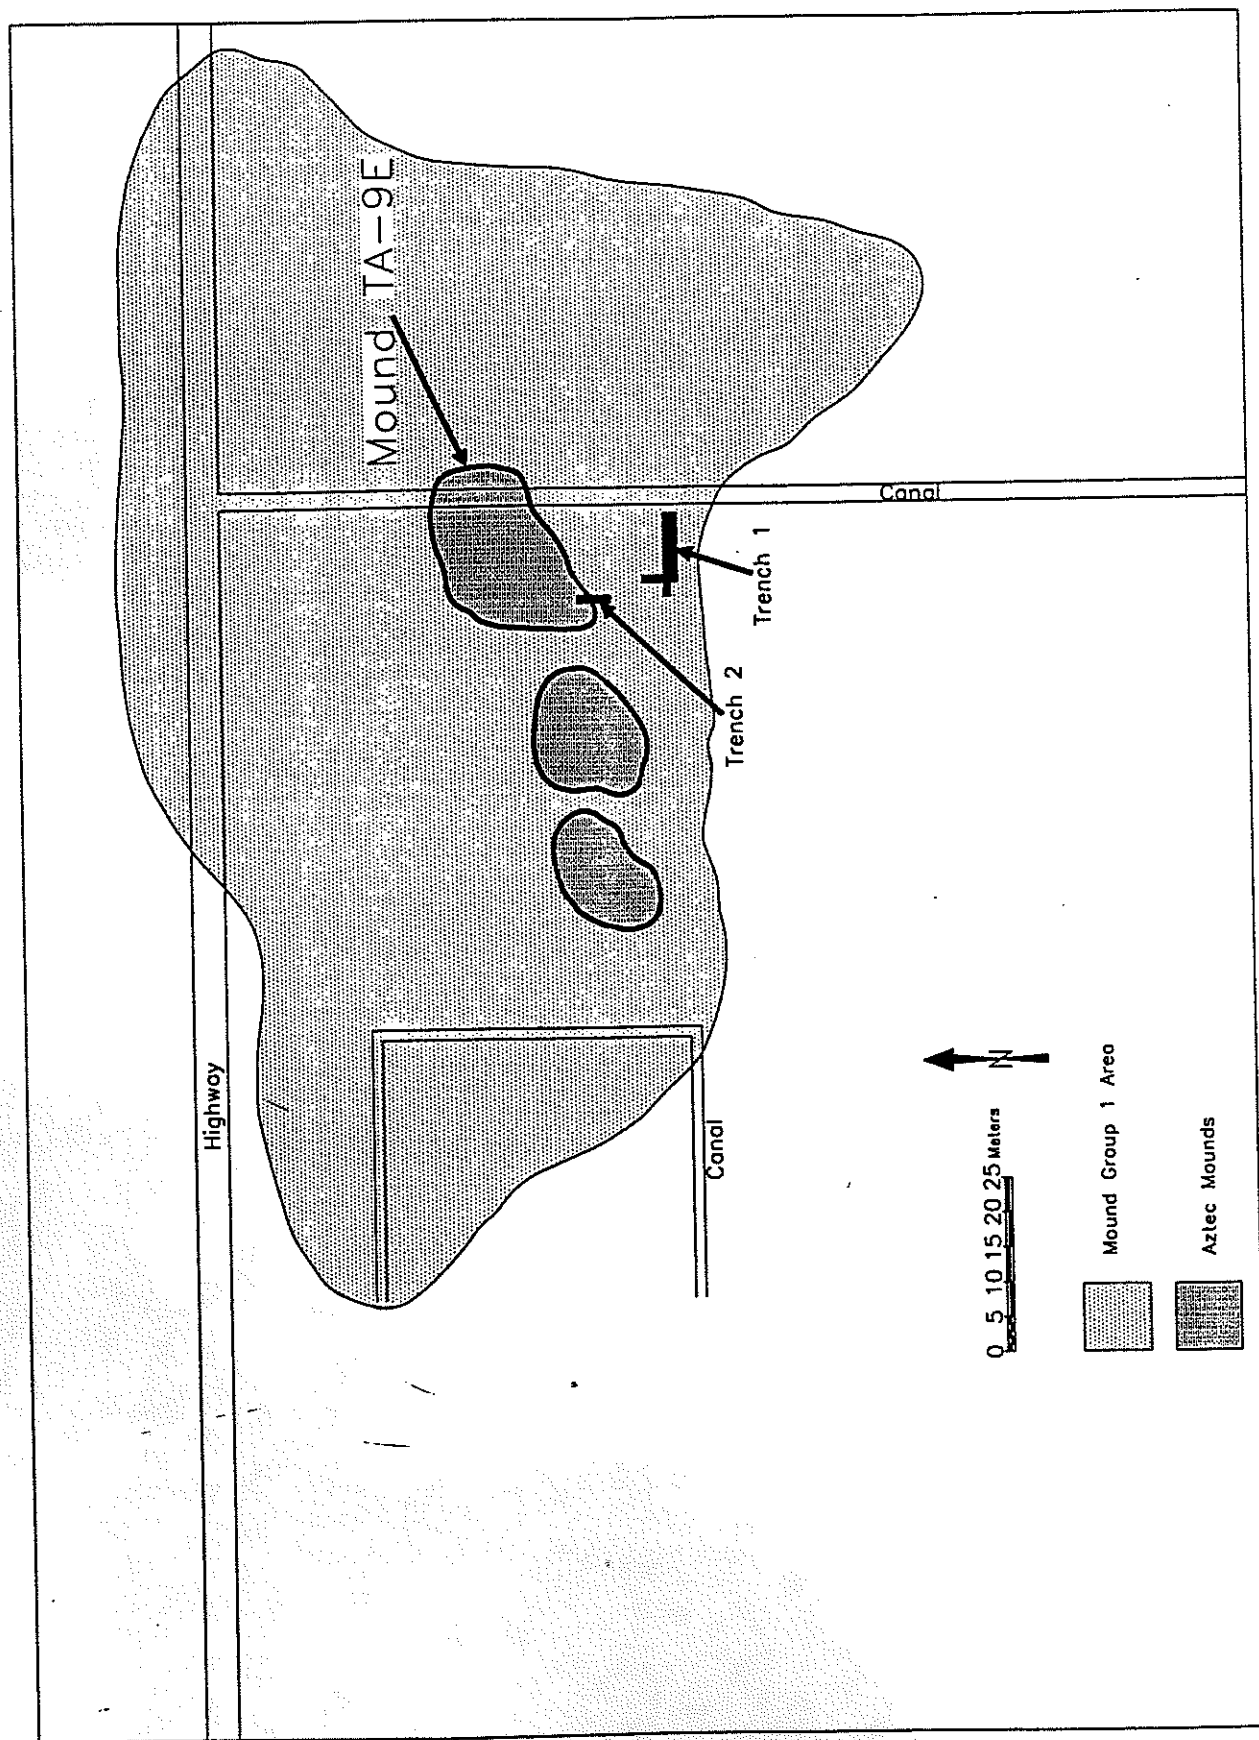 Mound TA-9E
Highway
Canal
Trench 1
Trench 2
Canal
N
0 5 10 15 20 25 Meters
Mound Group 1 Area
Aztec Mounds